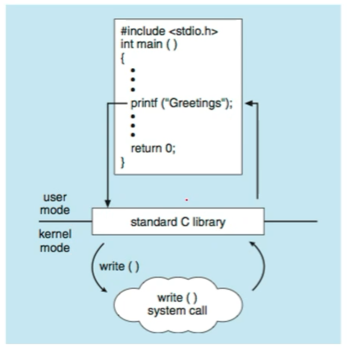 #include <stdio.h>
int main ( )
{
•
•
•
printf ("Greetings");
•
•
•
return 0;
}
user
mode
standard C library
kernel
mode
write ( )
write ( )
system call